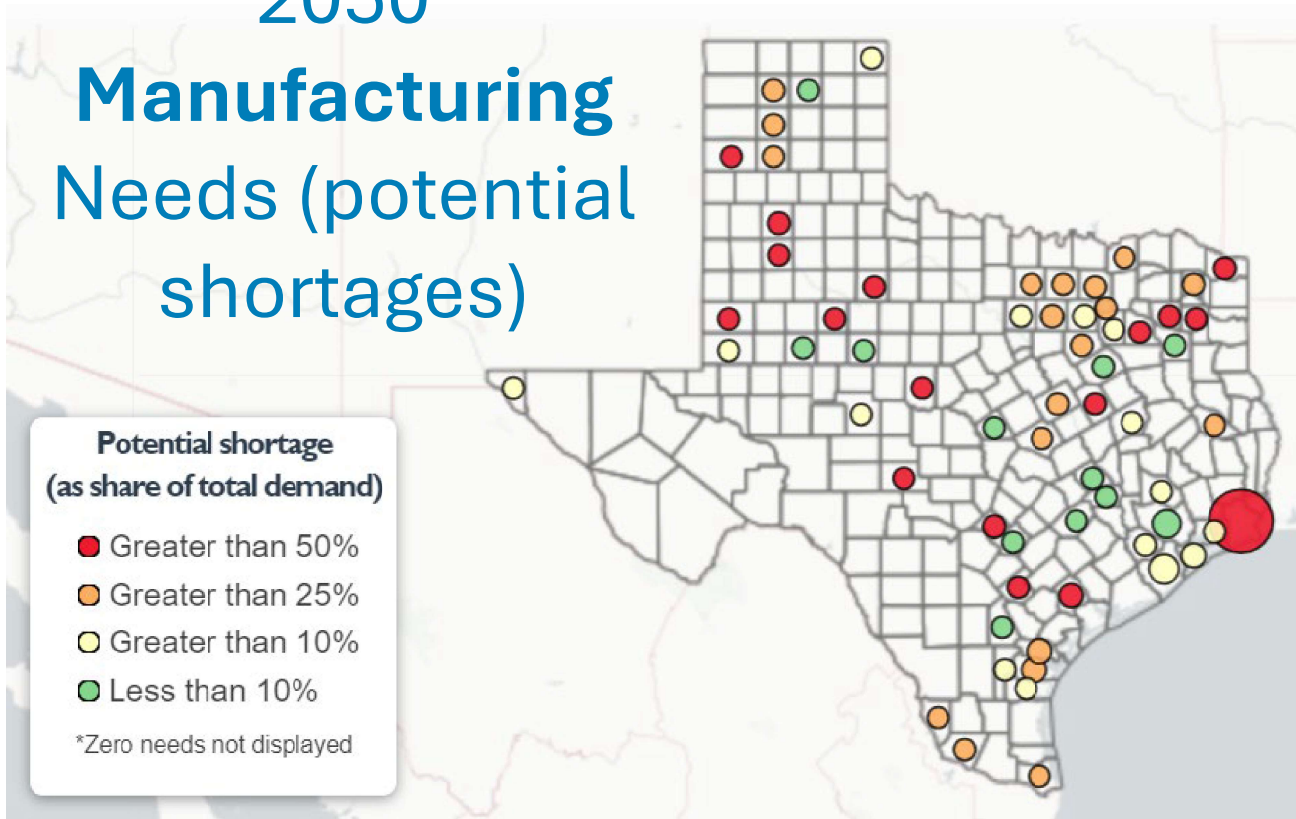 Manufacturing
Needs (potential
shortages)
Potential shortage
(as share of total demand)
Greater than 50%
Greater than 25%
Greater than 10%
Less than 10%
*Zero needs not displayed